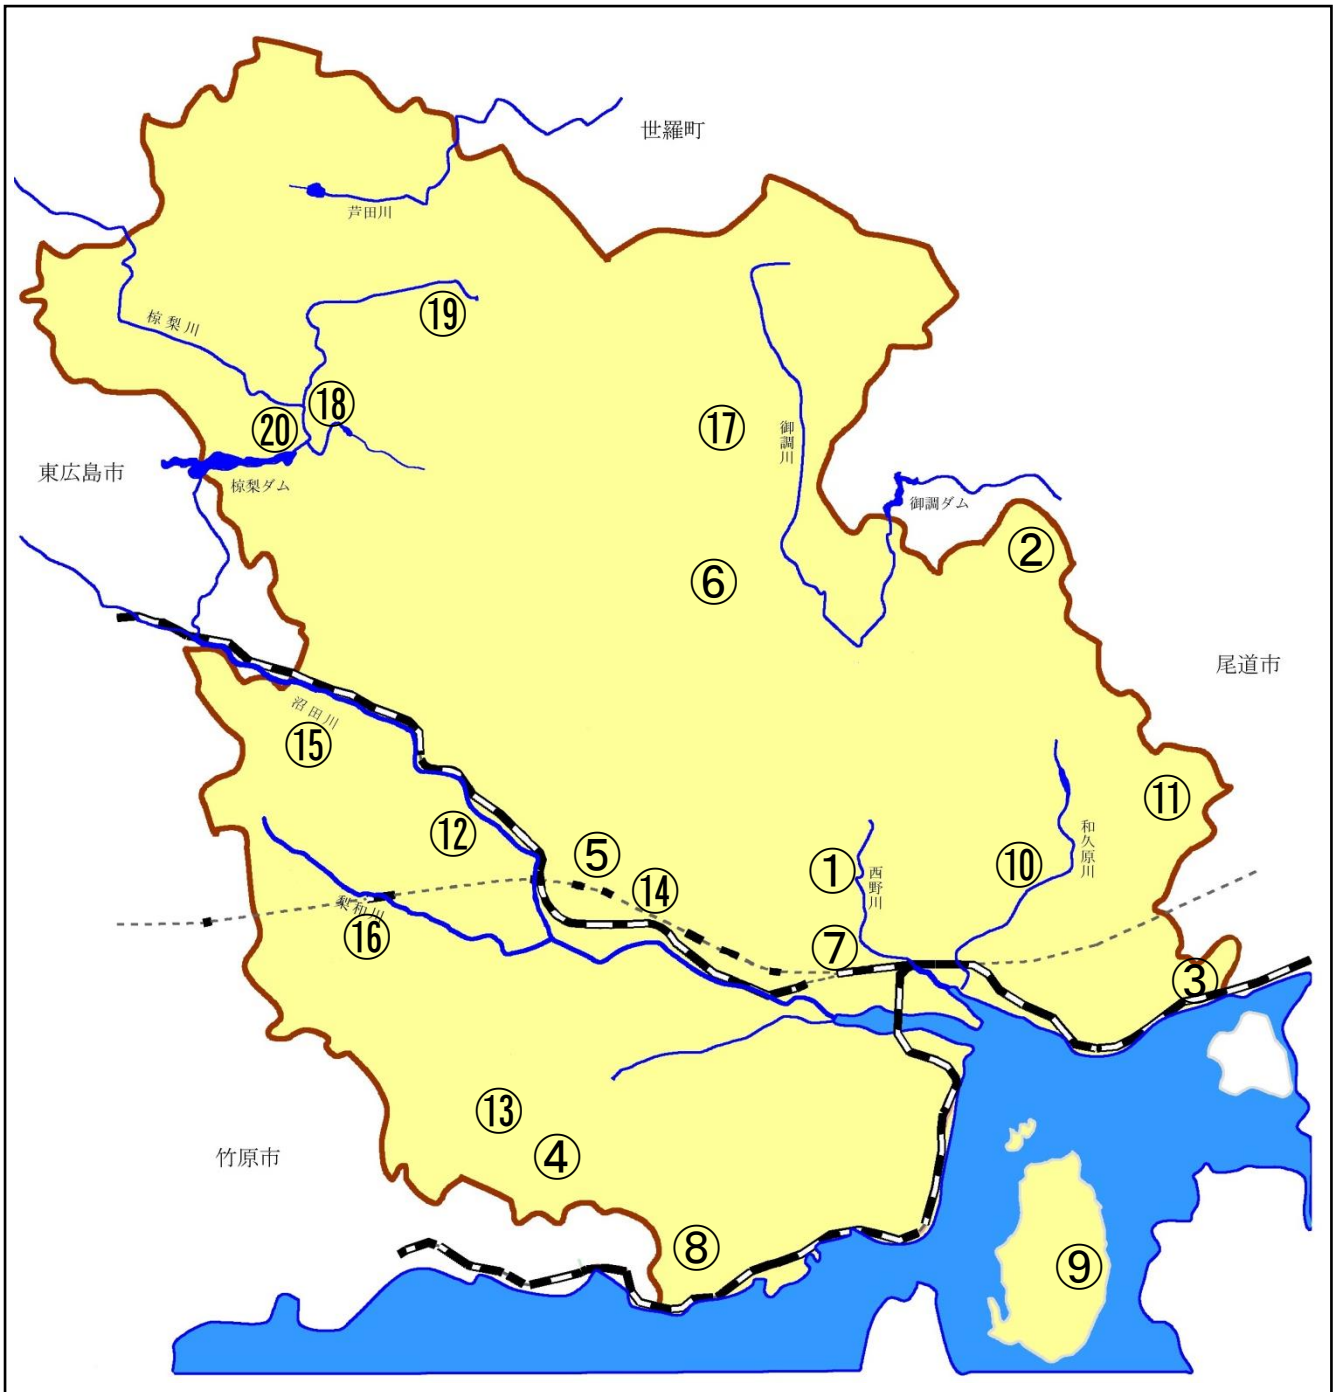 世羅町
芦田川
⑲
椋梨川
⑱
⑰
⑳
御調川
東広島市
椋梨ダム
御調ダム
②
⑥
尾道市
沼田川
⑮
⑪
⑫
和久原川
⑤
①
⑩
西野川
⑭
梨和川
⑯
⑦
③
⑬
竹原市
④
⑧
⑨